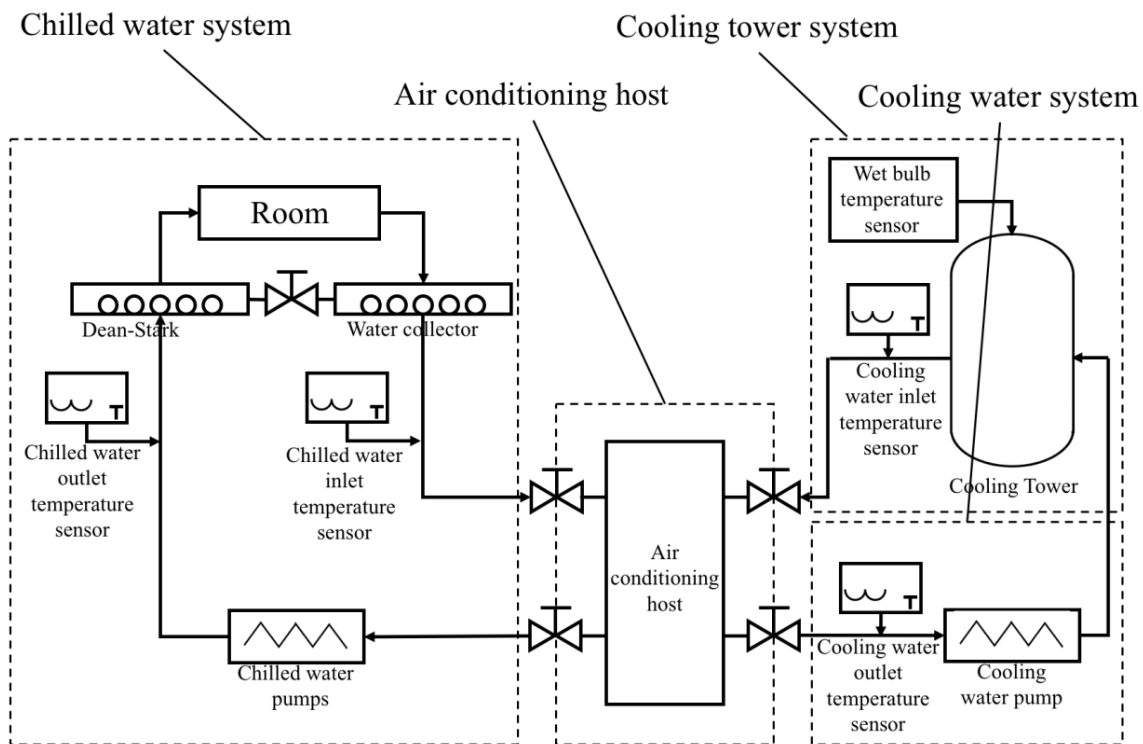 Chilled water system
Cooling tower system
Air conditioning host
Cooling water system
Wet bulb
temperature
sensor
Room
Dean-Stark
Water collector
T
Cooling
water inlet
temperature
sensor
T
Chilled water
outlet
temperature
sensor
T
Chilled water
inlet
temperature
sensor
Cooling Tower
Air
conditioning
host
T
Cooling water
outlet
temperature
sensor
Chilled water
pumps
Cooling
water pump